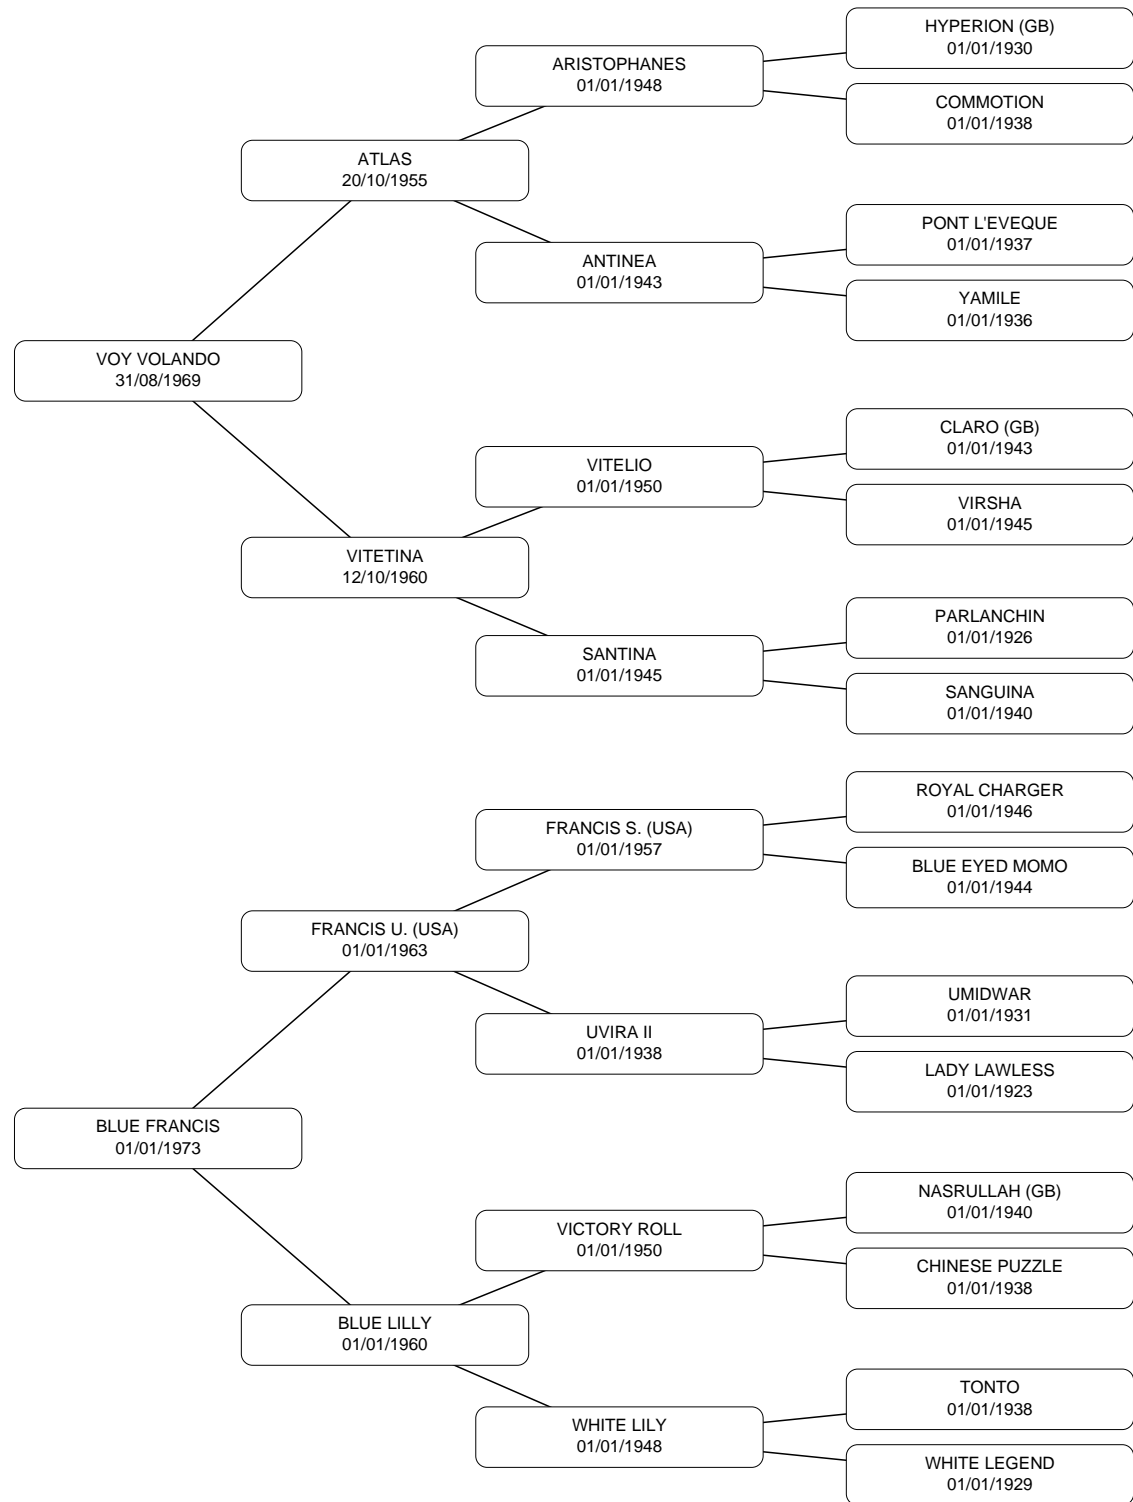 HYPERION (GB)
01/01/1930
ARISTOPHANES
01/01/1948
COMMOTION
01/01/1938
ATLAS
20/10/1955
PONT L'EVEQUE
01/01/1937
ANTINEA
01/01/1943
YAMILE
01/01/1936
VOY VOLANDO
31/08/1969
CLARO (GB)
01/01/1943
VITELIO
01/01/1950
VIRSHA
01/01/1945
VITETINA
12/10/1960
PARLANCHIN
01/01/1926
SANTINA
01/01/1945
SANGUINA
01/01/1940
ROYAL CHARGER
01/01/1946
FRANCIS S. (USA)
01/01/1957
BLUE EYED MOMO
01/01/1944
FRANCIS U. (USA)
01/01/1963
UMIDWAR
01/01/1931
UVIRA II
01/01/1938
LADY LAWLESS
01/01/1923
BLUE FRANCIS
01/01/1973
NASRULLAH (GB)
01/01/1940
VICTORY ROLL
01/01/1950
CHINESE PUZZLE
01/01/1938
BLUE LILLY
01/01/1960
TONTO
01/01/1938
WHITE LILY
01/01/1948
WHITE LEGEND
01/01/1929